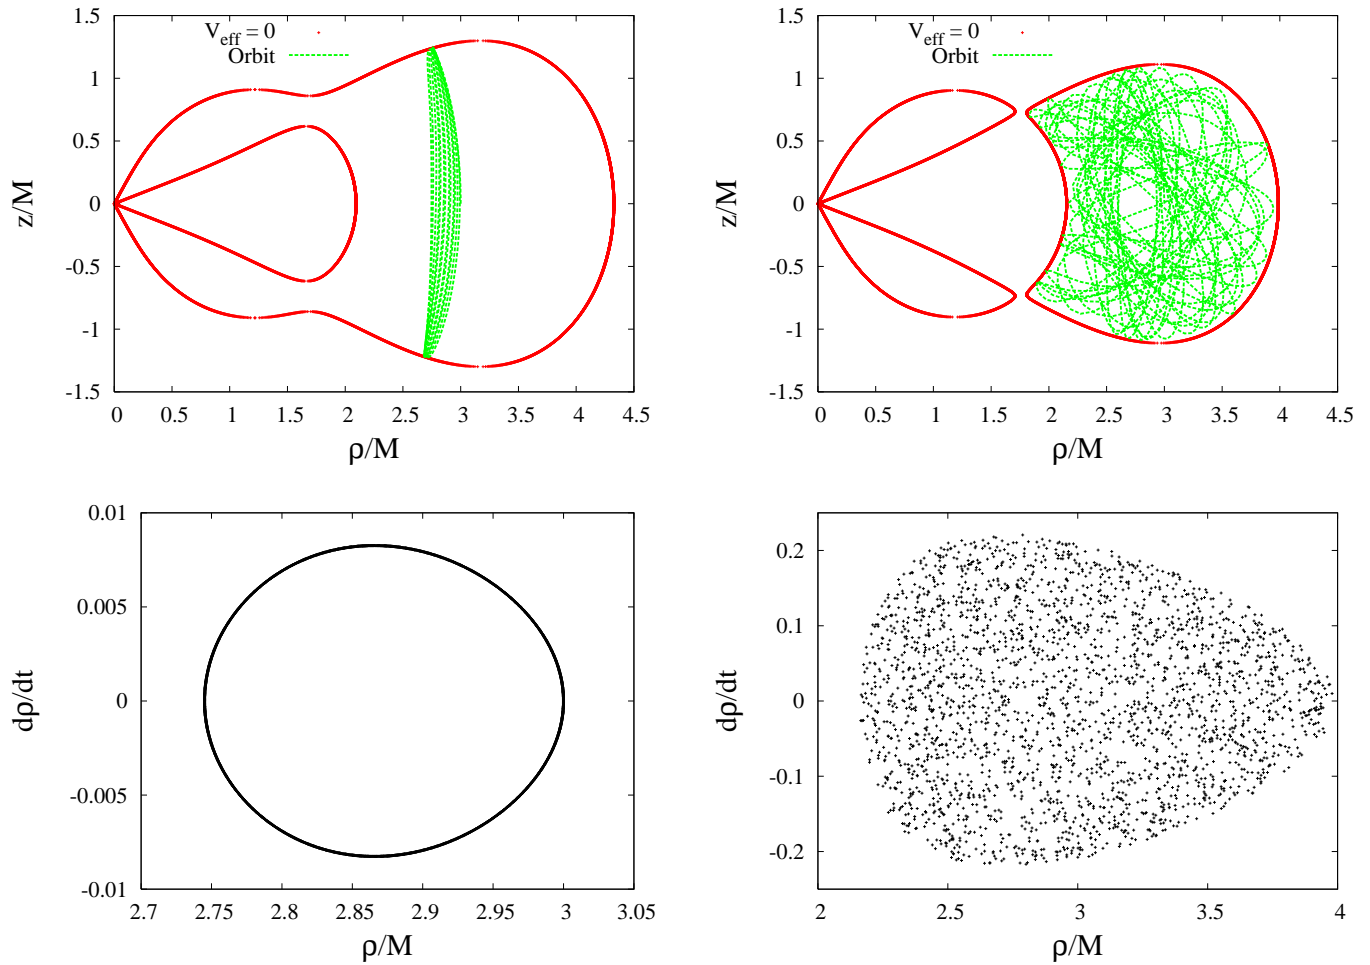 V_eff = 0
Orbit
1.5
1
0.5
0
-0.5
-1
-1.5
z/M
0 0.5 1 1.5 2 2.5 3 3.5 4 4.5
ρ/M
V_eff = 0
Orbit
1.5
1
0.5
0
-0.5
-1
-1.5
z/M
0 0.5 1 1.5 2 2.5 3 3.5 4 4.5
ρ/M
0.01
0.005
0
-0.005
-0.01
dρ/dt
2.7 2.75 2.8 2.85 2.9 2.95 3 3.05
ρ/M
0.2
0.1
0
-0.1
-0.2
dρ/dt
2 2.5 3 3.5 4
ρ/M